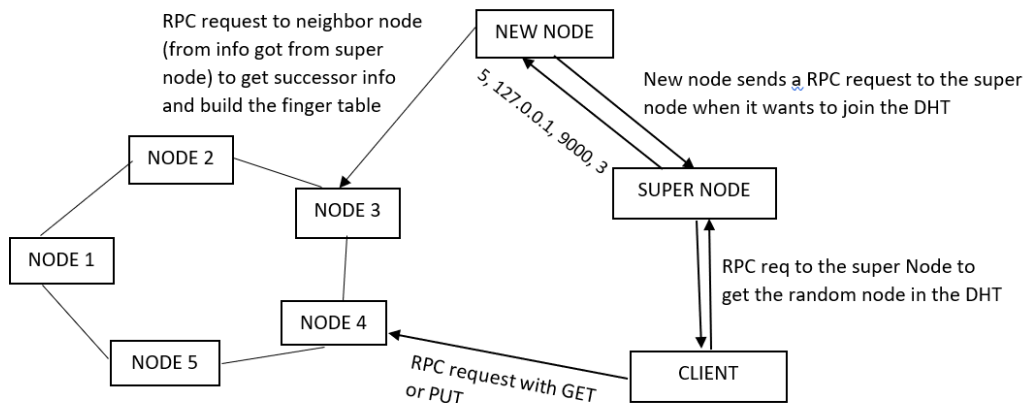 RPC request to neighbor node
(from info got from super
node) to get successor info
and build the finger table
NEW NODE
5, 127.0.0.1, 9000, 3
New node sends a RPC request to the super
node when it wants to join the DHT
NODE 2
NODE 3
SUPER NODE
NODE 1
RPC req to the super Node to
get the random node in the DHT
NODE 4
NODE 5
RPC request with GET
or PUT
CLIENT